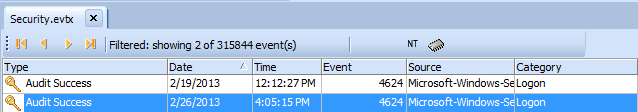 Security.evtx
Filtered: showing 2 of 315844 event(s) NT
Type Date Time Event Source Category
Audit Success 2/19/2013 12:12:27 PM 4624 Microsoft-Windows-Se Logon
Audit Success 2/26/2013 4:05:15 PM 4624 Microsoft-Windows-Se Logon